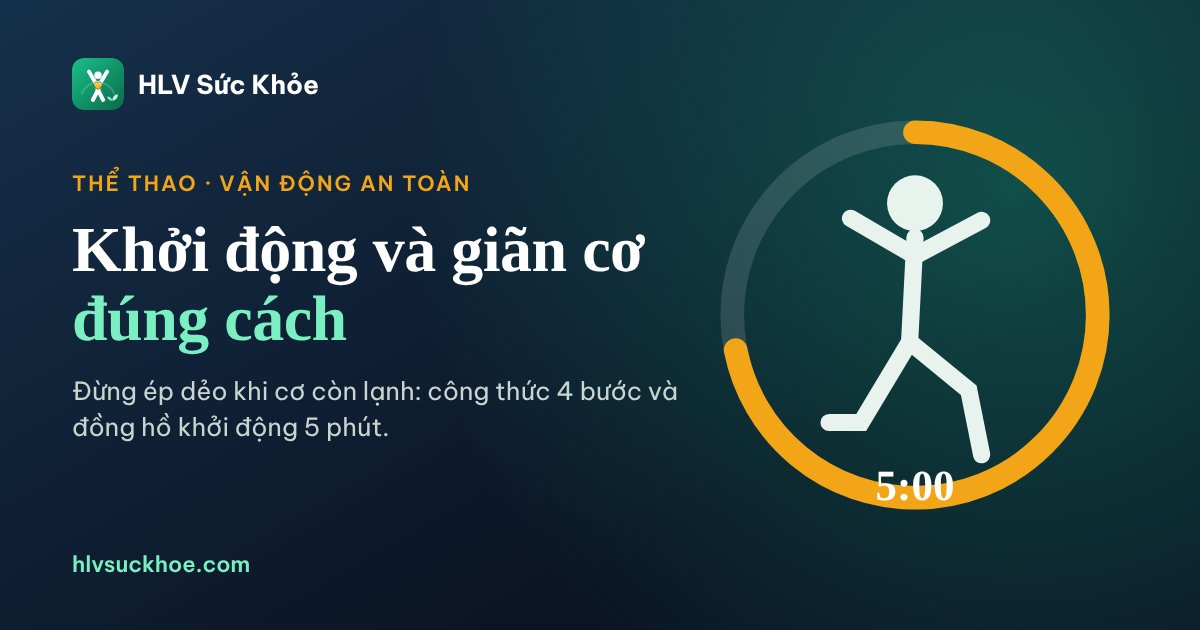 HLV Sức Khỏe
THỂ THAO · VẬN ĐỘNG AN TOÀN
Khởi động và giãn cơ
đúng cách
Đừng ép dẻo khi cơ còn lạnh: công thức 4 bước và
đồng hồ khởi động 5 phút.
5:00
hlvsuckhoe.com